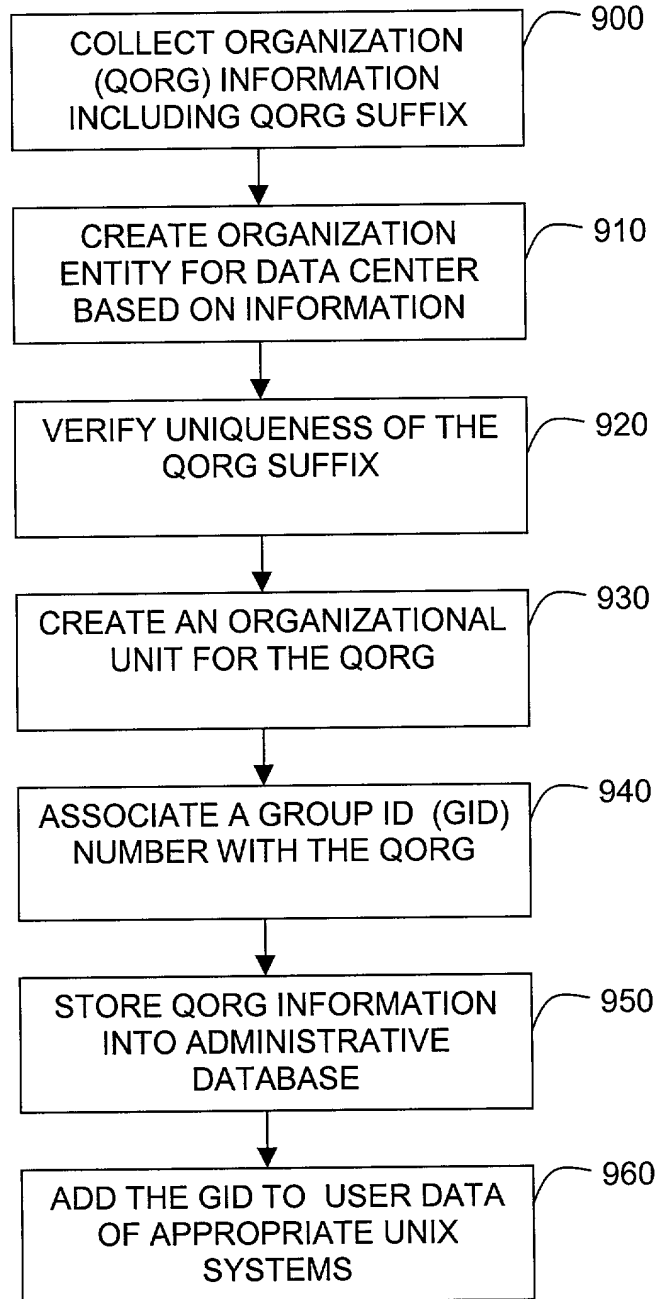 COLLECT ORGANIZATION
(QORG) INFORMATION
INCLUDING QORG SUFFIX
900
CREATE ORGANIZATION
ENTITY FOR DATA CENTER
BASED ON INFORMATION
910
VERIFY UNIQUENESS OF THE
QORG SUFFIX
920
CREATE AN ORGANIZATIONAL
UNIT FOR THE QORG
930
ASSOCIATE A GROUP ID (GID)
NUMBER WITH THE QORG
940
STORE QORG INFORMATION
INTO ADMINISTRATIVE
DATABASE
950
ADD THE GID TO USER DATA
OF APPROPRIATE UNIX
SYSTEMS
960